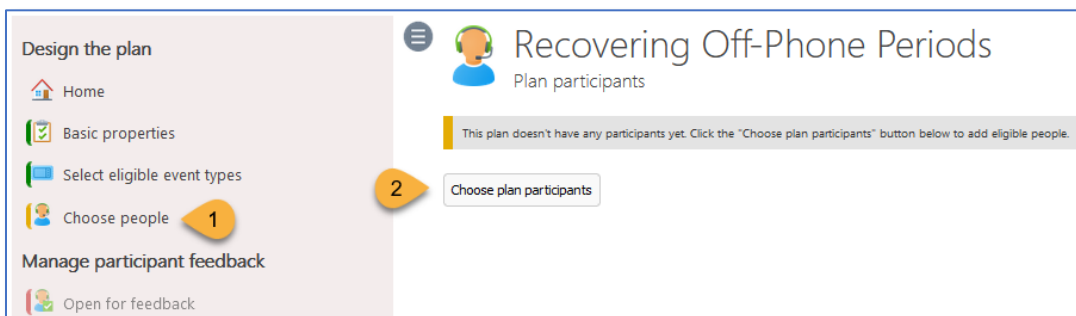 Design the plan
Home
Basic properties
Select eligible event types
Choose people
1
Manage participant feedback
Open for feedback
Recovering Off-Phone Periods
Plan participants
This plan doesn't have any participants yet. Click the "Choose plan participants" button below to add eligible people.
2
Choose plan participants